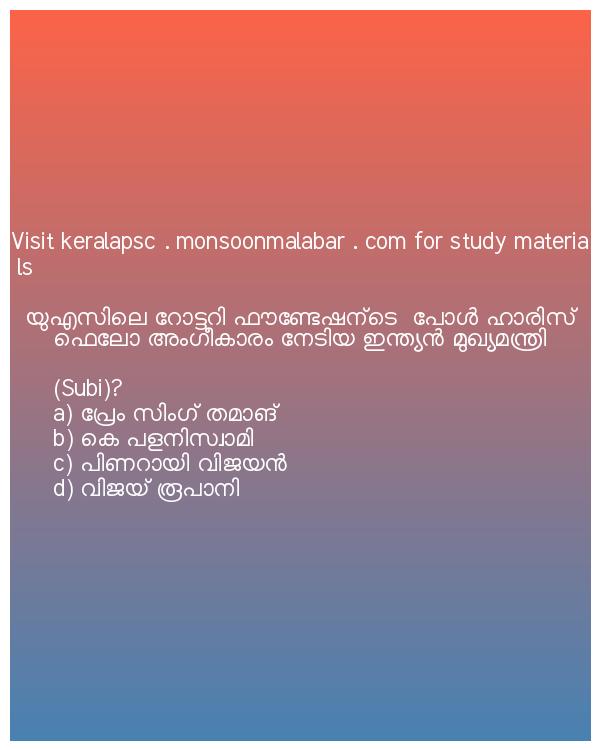 Visit keralapsc . monsoonmalabar . com for study materia
ls
യുഎസിലെ റോട്ടറി ഫൗണ്ടേഷന്റെ  പോൾ ഹാരിസ്
ഫെലോ അംഗീകാരം നേടിയ ഇന്ത്യൻ മുഖ്യമന്ത്രി
(Subi)?
a) പ്രേം സിംഗ് തമാങ്
b) കെ പളനിസ്വാമി
c) പിണറായി വിജയൻ
d) വിജയ് രൂപാനി